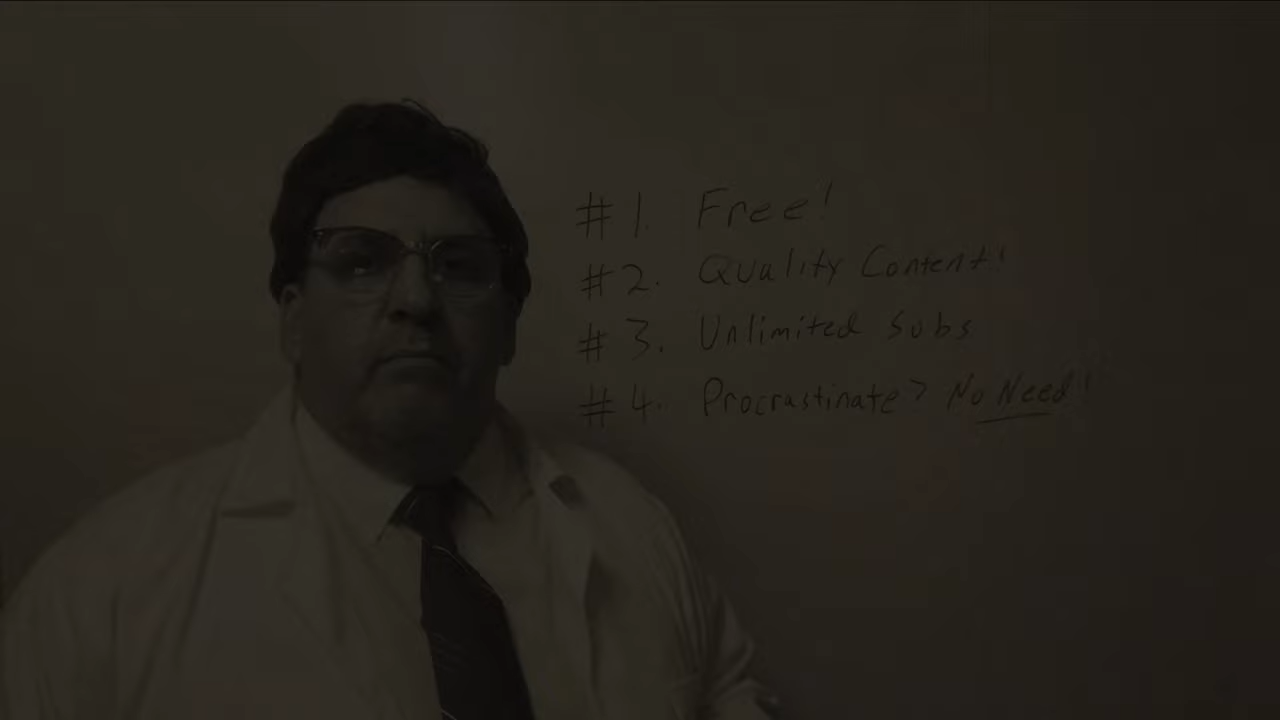 #1. Free!
#2. Quality Content!
#3. Unlimited Subs
#4. Procrastinate? No Need!